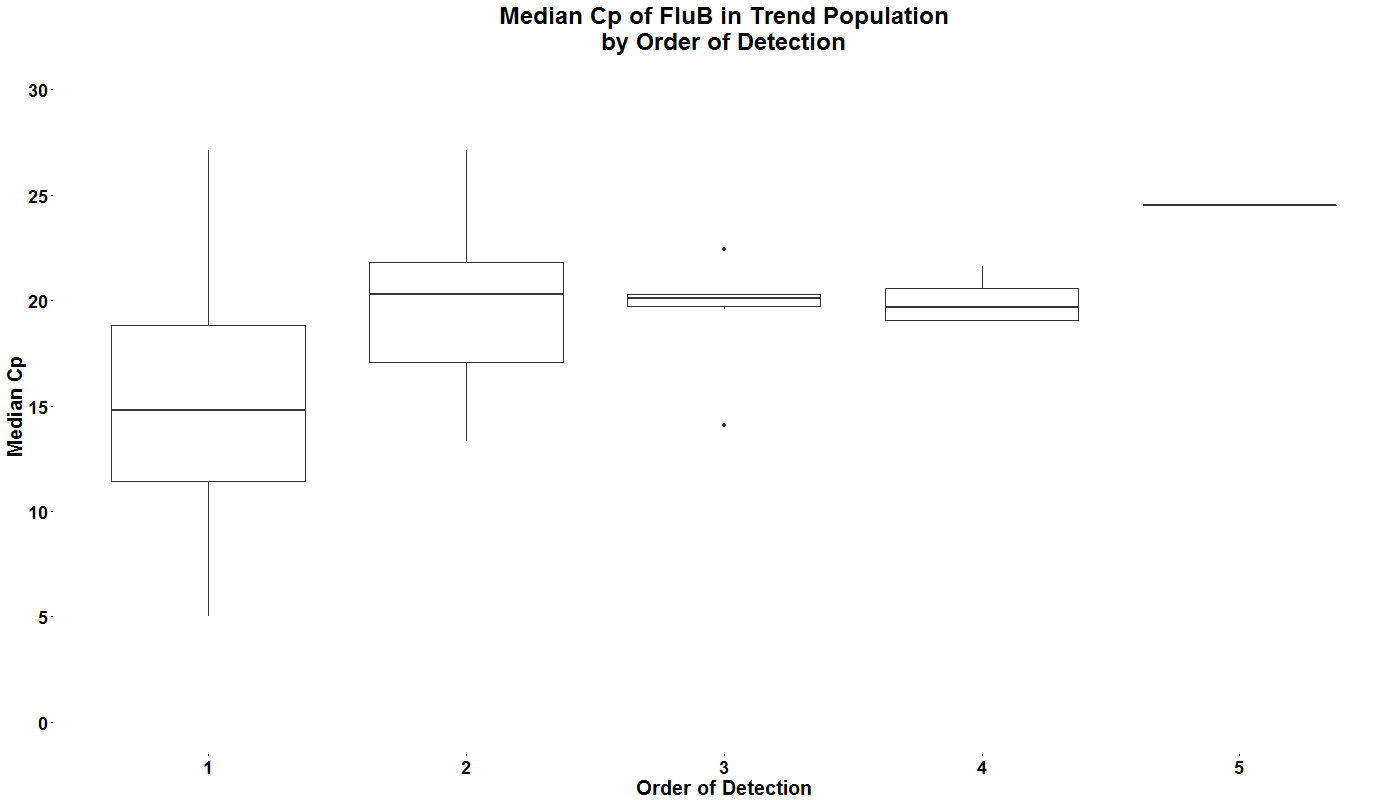 Median Cp of FluB in Trend Population
by Order of Detection
Median Cp
30
25
20
15
10
5
0
1 2 3 4 5
Order of Detection